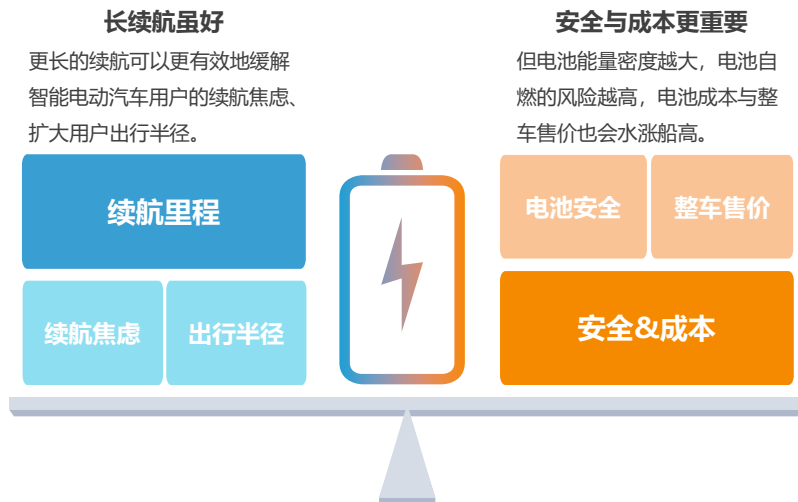 长续航虽好
更长的续航可以更有效地缓解
智能电动汽车用户的续航焦虑、
扩大用户出行半径。
续航里程
续航焦虑
出行半径
安全与成本更重要
但电池能量密度越大，电池自
燃的风险越高，电池成本与整
车售价也会水涨船高。
电池安全
整车售价
安全&成本